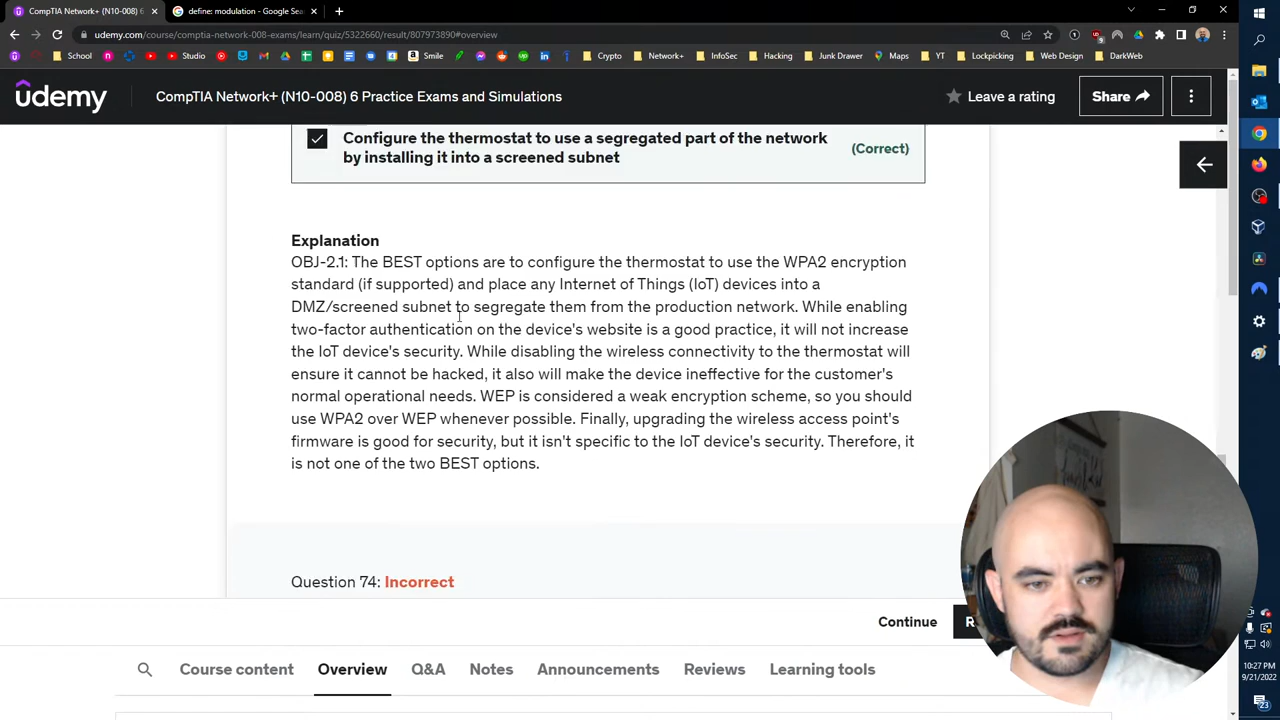 CompTIA Network+ (N10-008) 6
define: modulation - Google Sea
udemy.com/course/comptia-network-008-exams/learn/quiz/5322660/result/807973890#overview
School
Studio
Smile
Crypto
Network+
InfoSec
Hacking
Junk Drawer
Maps
YT
Lockpicking
Web Design
DarkWeb
udemy
CompTIA Network+ (N10-008) 6 Practice Exams and Simulations
Leave a rating
Share
Configure the thermostat to use a segregated part of the network
by installing it into a screened subnet
(Correct)
Explanation
OBJ-2.1: The BEST options are to configure the thermostat to use the WPA2 encryption
standard (if supported) and place any Internet of Things (IoT) devices into a
DMZ/screened subnet to segregate them from the production network. While enabling
two-factor authentication on the device's website is a good practice, it will not increase
the IoT device's security. While disabling the wireless connectivity to the thermostat will
ensure it cannot be hacked, it also will make the device ineffective for the customer's
normal operational needs. WEP is considered a weak encryption scheme, so you should
use WPA2 over WEP whenever possible. Finally, upgrading the wireless access point's
firmware is good for security, but it isn't specific to the IoT device's security. Therefore, it
is not one of the two BEST options.
Question 74: Incorrect
Continue
R
Course content
Overview
Q&A
Notes
Announcements
Reviews
Learning tools
10:27 PM
9/21/2022
23